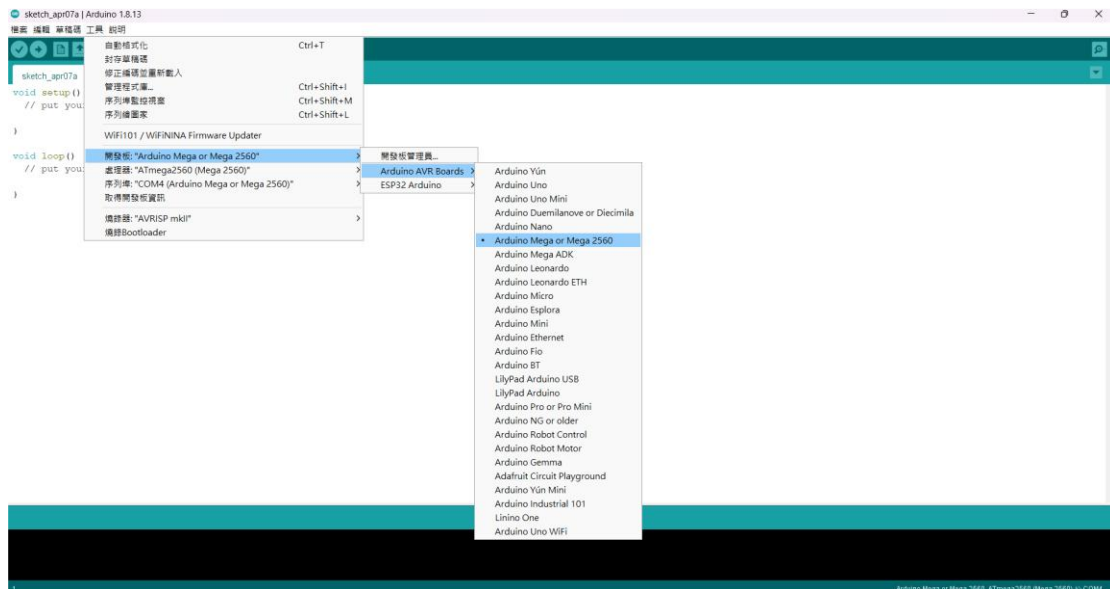 sketch_apr07a | Arduino 1.8.13
檔案 編輯 草稿碼 工具 說明
sketch_apr07a
void setup()
// put you
}
void loop()
// put you
}
自動格式化 Ctrl+T
封存草稿碼
修正編碼並重新載入
管理程式庫... Ctrl+Shift+I
序列埠監控視窗 Ctrl+Shift+M
序列繪圖家 Ctrl+Shift+L
WiFi101 / WiFiNINA Firmware Updater
開發板: "Arduino Mega or Mega 2560"
處理器: "ATmega2560 (Mega 2560)"
序列埠: "COM4 (Arduino Mega or Mega 2560)"
取得開發板資訊
燒錄器: "AVRISP mkII"
燒錄Bootloader
開發板管理員...
Arduino AVR Boards
ESP32 Arduino
Arduino Yún
Arduino Uno
Arduino Uno Mini
Arduino Duemilanove or Diecimila
Arduino Nano
Arduino Mega or Mega 2560
Arduino Mega ADK
Arduino Leonardo
Arduino Leonardo ETH
Arduino Micro
Arduino Esplora
Arduino Mini
Arduino Ethernet
Arduino Fio
Arduino BT
LilyPad Arduino USB
LilyPad Arduino
Arduino Pro or Pro Mini
Arduino NG or older
Arduino Robot Control
Arduino Robot Motor
Arduino Gemma
Adafruit Circuit Playground
Arduino Yún Mini
Arduino Industrial 101
Linino One
Arduino Uno WiFi